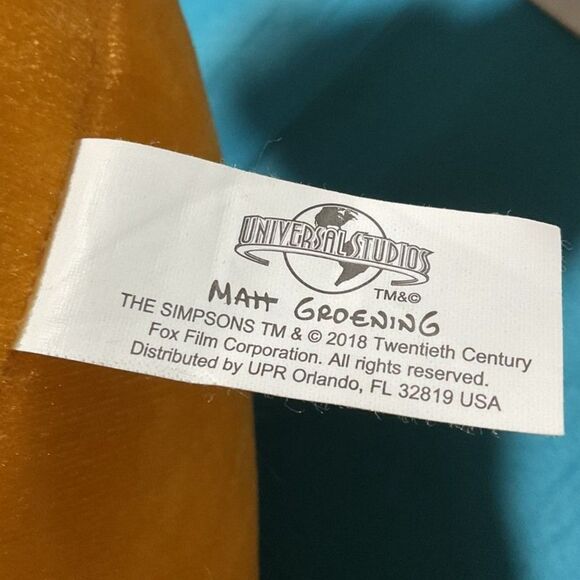 UNIVERSAL STUDIOS
TM&©
MATT GROENING
THE SIMPSONS TM & © 2018 Twentieth Century
Fox Film Corporation. All rights reserved.
Distributed by UPR Orlando, FL 32819 USA